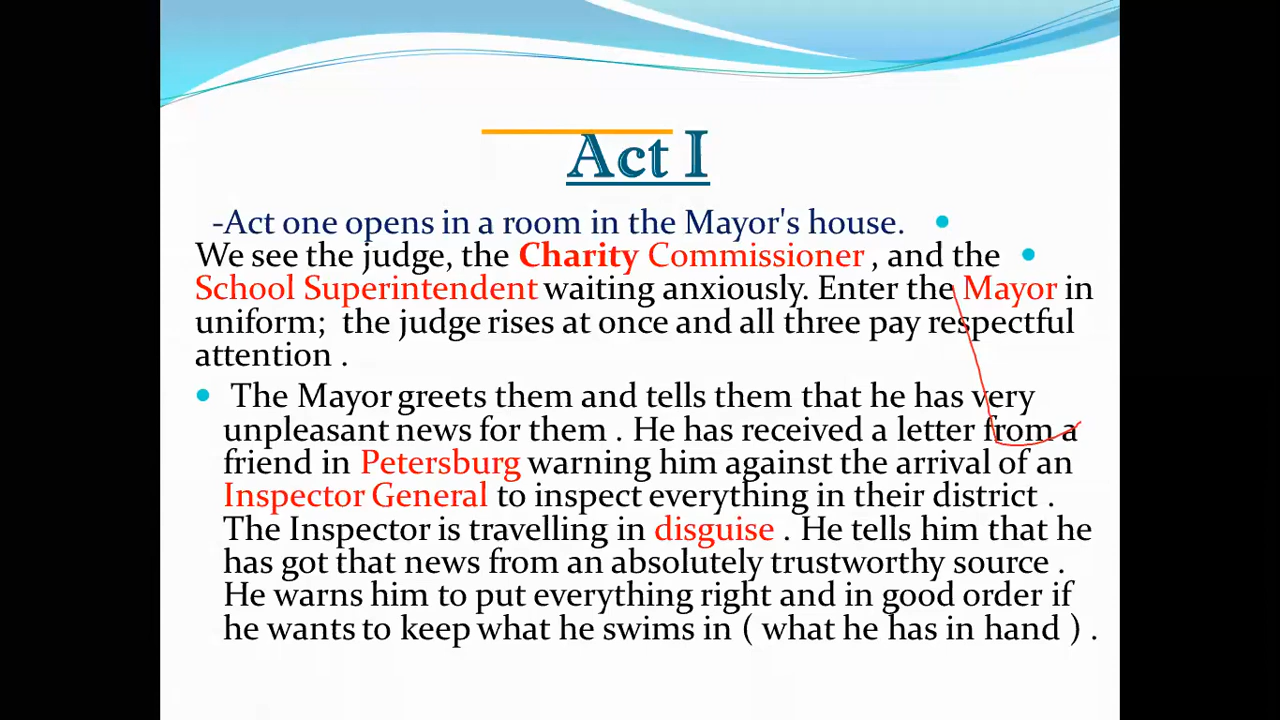 Act I
-Act one opens in a room in the Mayor's house.
We see the judge, the Charity Commissioner , and the
School Superintendent waiting anxiously. Enter the Mayor in
uniform; the judge rises at once and all three pay respectful
attention .
The Mayor greets them and tells them that he has very
unpleasant news for them . He has received a letter from a
friend in Petersburg warning him against the arrival of an
Inspector General to inspect everything in their district .
The Inspector is travelling in disguise . He tells him that he
has got that news from an absolutely trustworthy source .
He warns him to put everything right and in good order if
he wants to keep what he swims in ( what he has in hand ) .